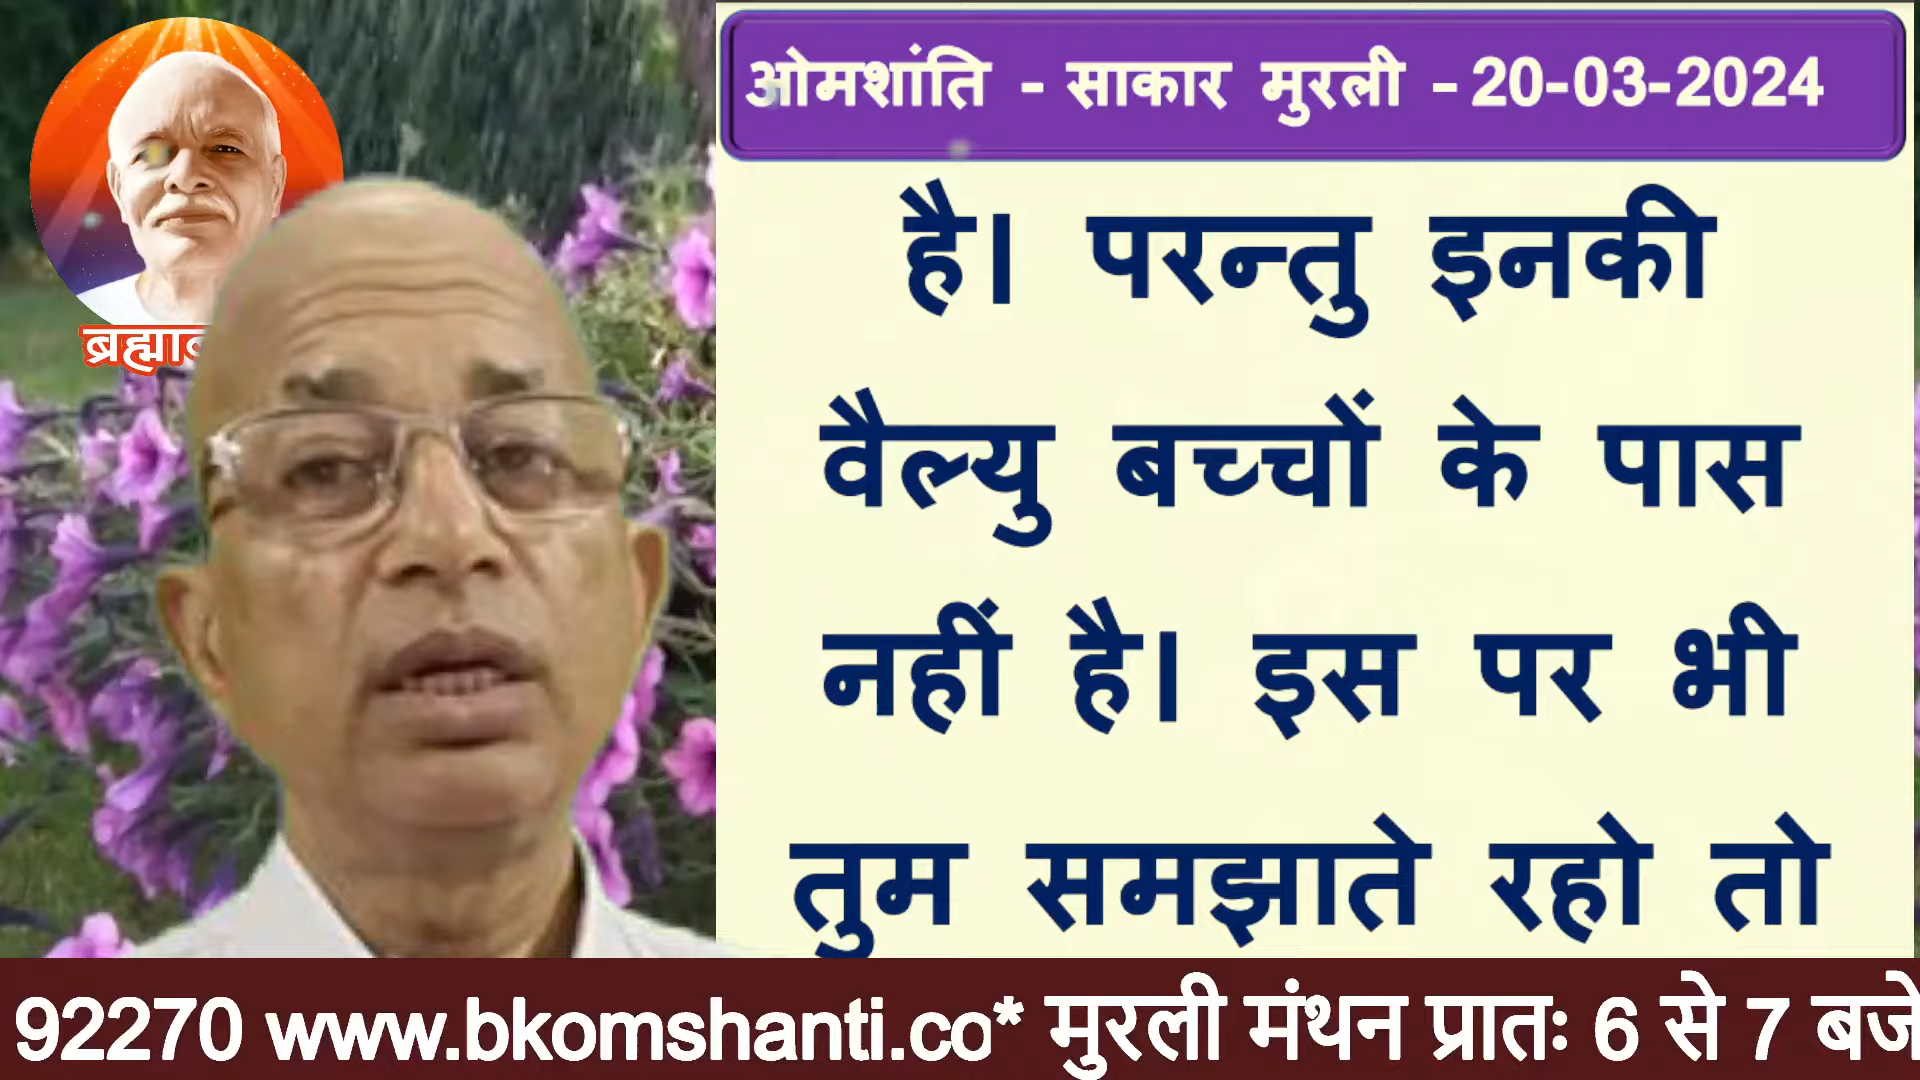 ओमशांति - साकार मुरली - 20-03-2024
है। परन्तु इनकी
वैल्यु बच्चों के पास
नहीं है। इस पर भी
तुम समझाते रहो तो
92270 www.bkomshanti.co* मुरली मंथन प्रातः 6 से 7 बजे